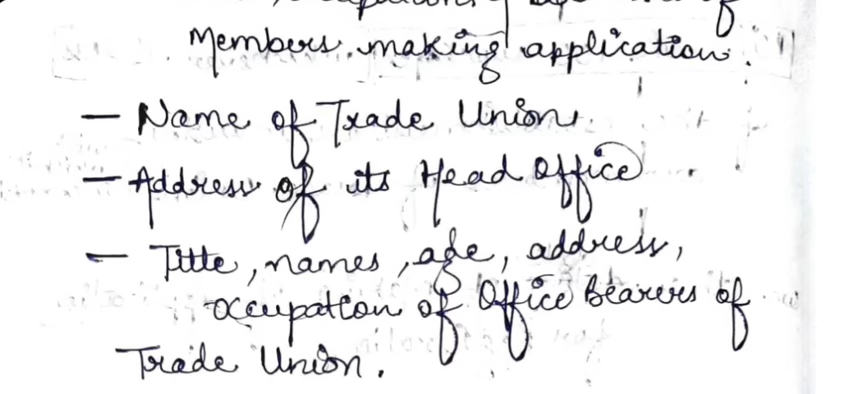 Members making application.
— Name of Trade Union.
— Address of its Head Office
— Title, names, age, address,
occupation of Office Bearers of
Trade Union.